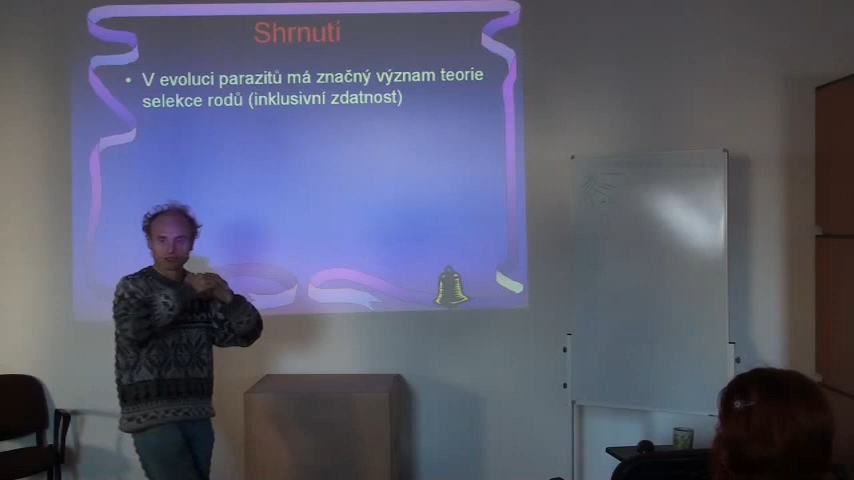 Shrnutí
• V evoluci parazitů má značný význam teorie
selekce rodů (inklusivní zdatnost)